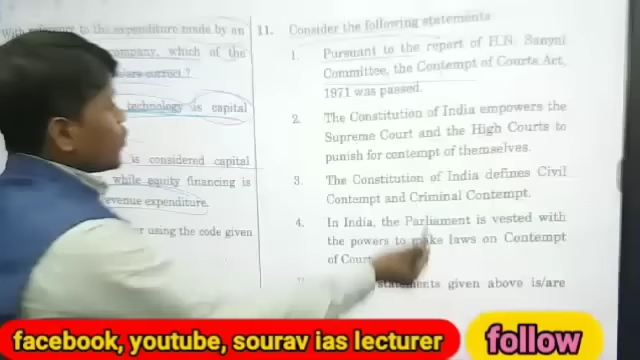 With reference to the expenditure made by an
company, which of the
are correct ?
technology is capital
is considered capital
while equity financing is
revenue expenditure.
using the code given
11. Consider the following statements
1. Pursuant to the report of H.N. Sanyal
Committee, the Contempt of Courts Act,
1971 was passed.
2. The Constitution of India empowers the
Supreme Court and the High Courts to
punish for contempt of themselves.
3. The Constitution of India defines Civil
Contempt and Criminal Contempt.
4. In India, the Parliament is vested with
the powers to make laws on Contempt
of Court
statements given above is/are
facebook, youtube, sourav ias lecturer
follow